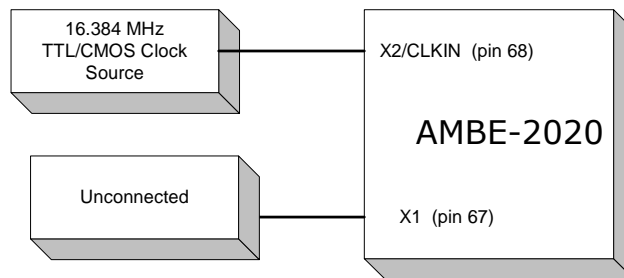 16.384 MHz
TTL/CMOS Clock
Source
X2/CLKIN (pin 68)
AMBE-2020
Unconnected
X1 (pin 67)